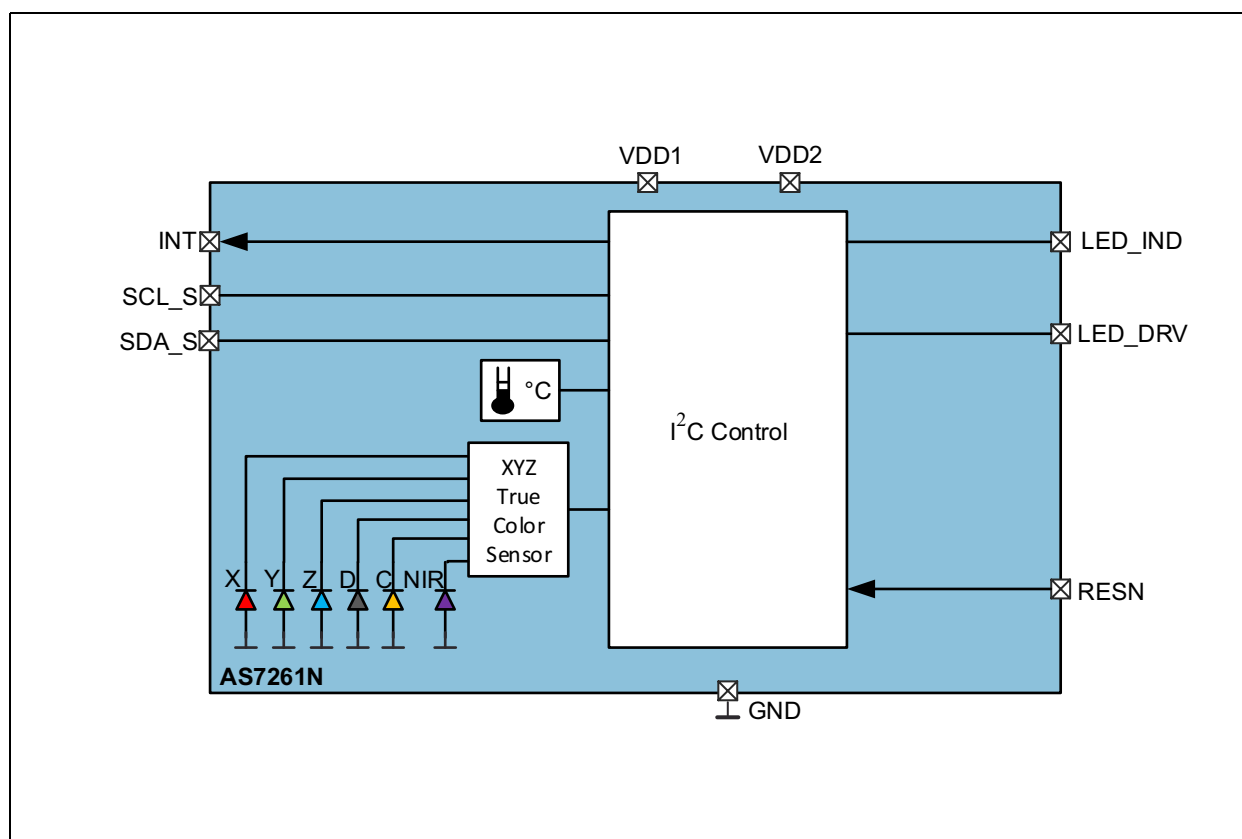 VDD1 VDD2
INT
LED_IND
SCL_S
SDA_S
LED_DRV
°C
I²C Control
XYZ
True
Color
Sensor
X Y Z D C NIR
RESN
AS7261N
GND